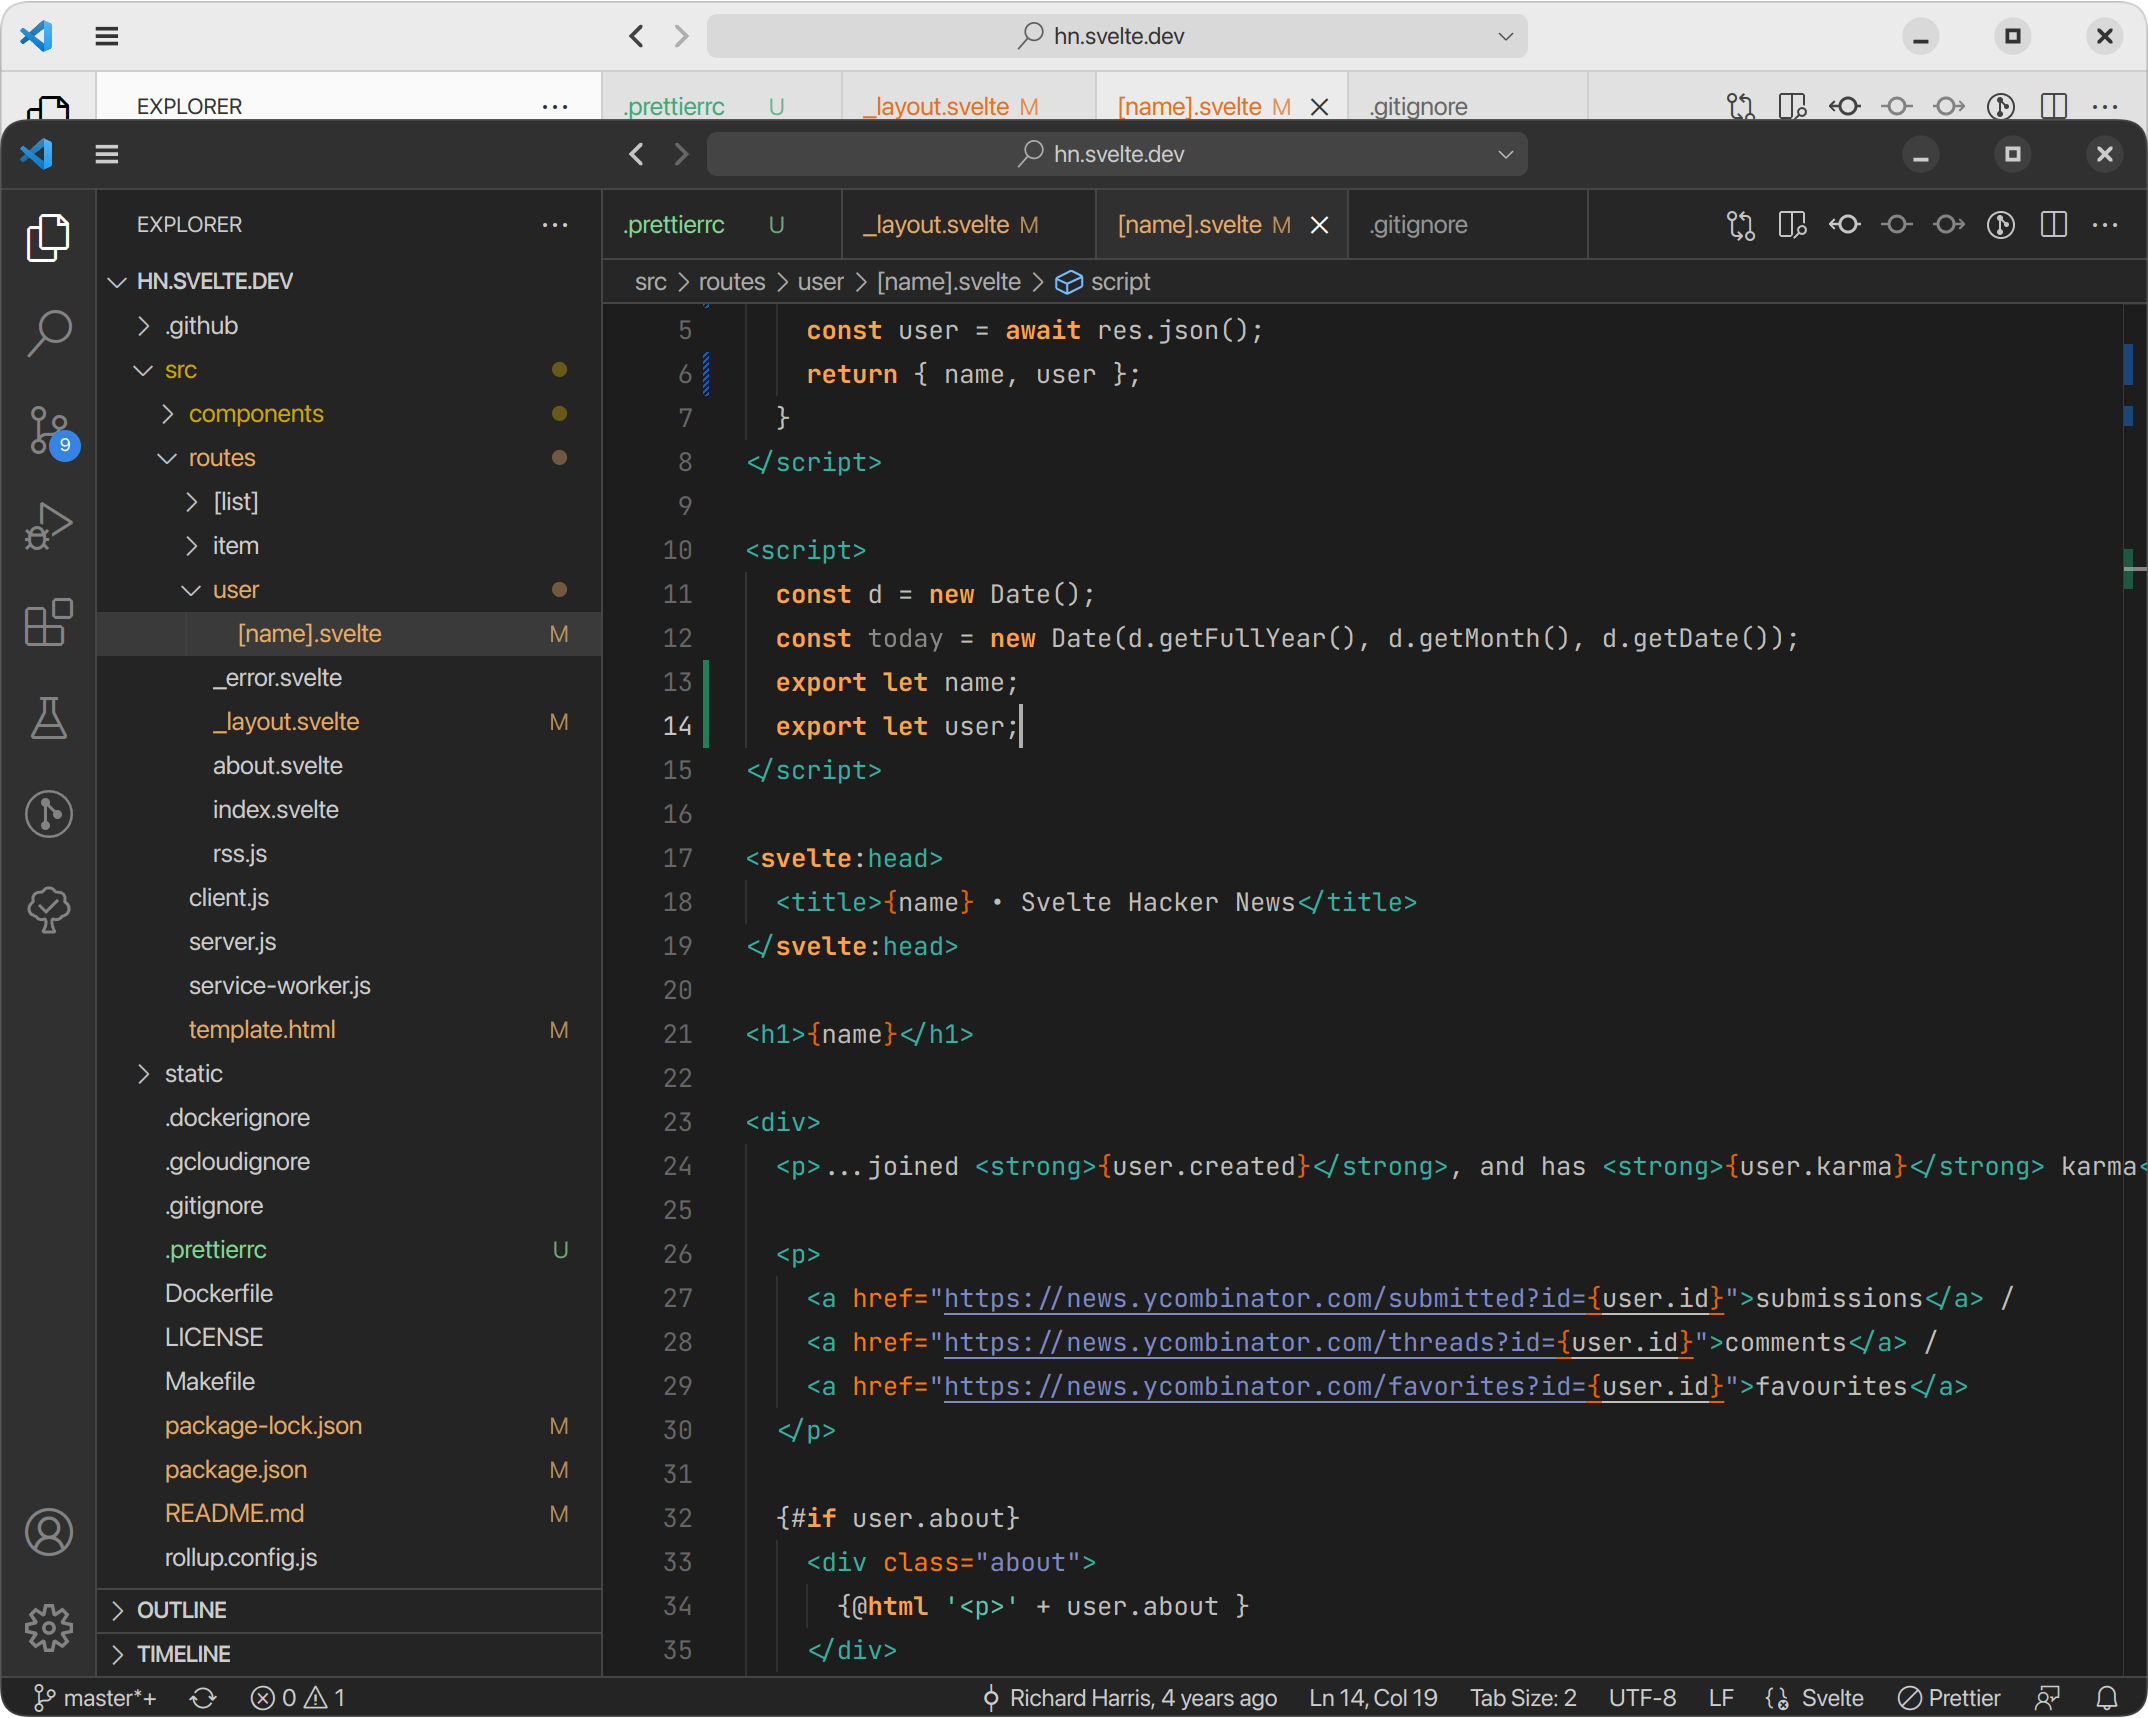 hn.svelte.dev
EXPLORER
.prettierrc U
_layout.svelte M
[name].svelte M
.gitignore
hn.svelte.dev
EXPLORER
.prettierrc U
_layout.svelte M
[name].svelte M
.gitignore
HN.SVELTE.DEV
.github
src
components
routes
[list]
item
user
[name].svelte M
_error.svelte
_layout.svelte M
about.svelte
index.svelte
rss.js
client.js
server.js
service-worker.js
template.html M
static
.dockerignore
.gcloudignore
.gitignore
.prettierrc U
Dockerfile
LICENSE
Makefile
package-lock.json M
package.json M
README.md M
rollup.config.js
OUTLINE
TIMELINE
9
src > routes > user > [name].svelte > script
5 const user = await res.json();
6 return { name, user };
7 }
8 </script>
9
10 <script>
11 const d = new Date();
12 const today = new Date(d.getFullYear(), d.getMonth(), d.getDate());
13 export let name;
14 export let user;
15 </script>
16
17 <svelte:head>
18 <title>{name} • Svelte Hacker News</title>
19 </svelte:head>
20
21 <h1>{name}</h1>
22
23 <div>
24 <p>...joined <strong>{user.created}</strong>, and has <strong>{user.karma}</strong> karma<
25
26 <p>
27 <a href="https://news.ycombinator.com/submitted?id={user.id}">submissions</a> /
28 <a href="https://news.ycombinator.com/threads?id={user.id}">comments</a> /
29 <a href="https://news.ycombinator.com/favorites?id={user.id}">favourites</a>
30 </p>
31
32 {#if user.about}
33 <div class="about">
34 {@html '<p>' + user.about }
35 </div>
master*+ 0 1 Richard Harris, 4 years ago Ln 14, Col 19 Tab Size: 2 UTF-8 LF Svelte Prettier